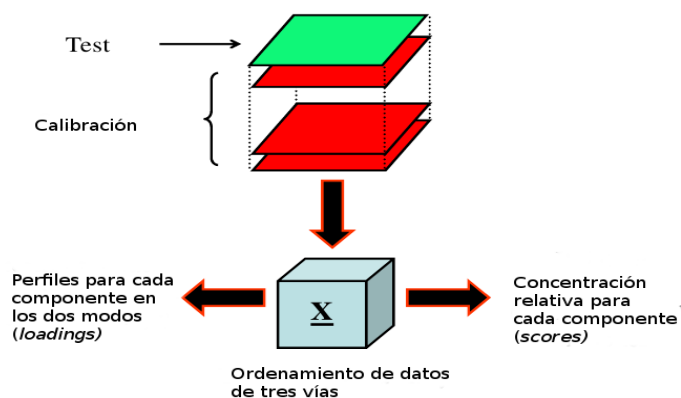 Test
Calibración
Perfiles para cada
componente en
los dos modos
(loadings)
X
Concentración
relativa para
cada componente
(scores)
Ordenamiento de datos
de tres vías